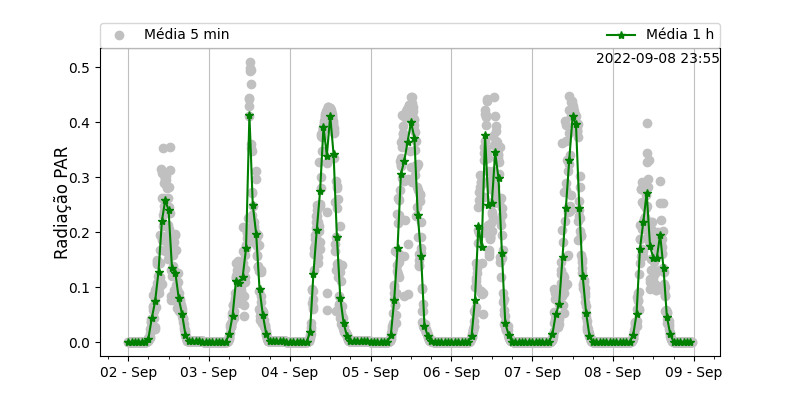 Média 5 min
Média 1 h
2022-09-08 23:55
Radiação PAR
0.5
0.4
0.3
0.2
0.1
0.0
02 - Sep
03 - Sep
04 - Sep
05 - Sep
06 - Sep
07 - Sep
08 - Sep
09 - Sep